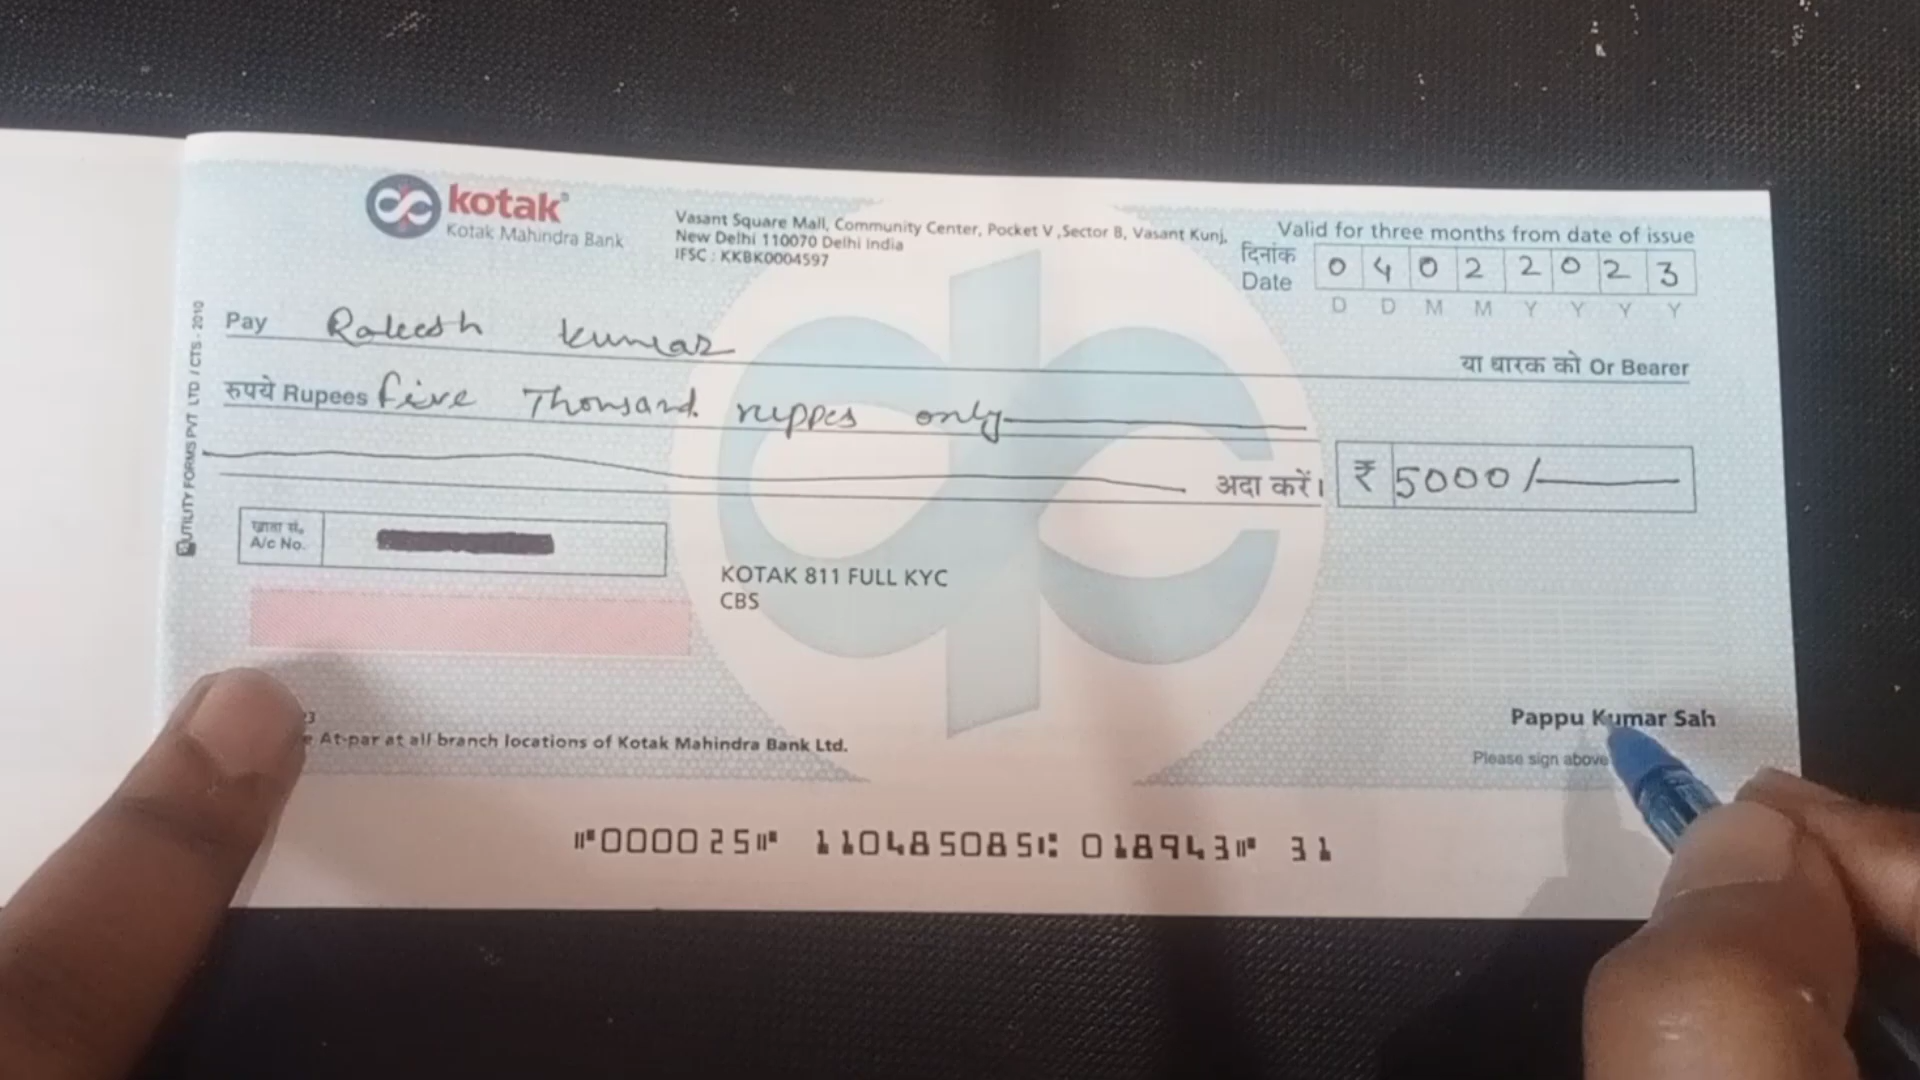 kotak®
Kotak Mahindra Bank
Vasant Square Mall, Community Center, Pocket V ,Sector B, Vasant Kunj,
New Delhi 110070 Delhi India
IFSC : KKBK0004597
Valid for three months from date of issue
दिनांक
Date
0 4 0 2 2 0 2 3
D D M M Y Y Y Y
Pay Rakesh kumar
या धारक को Or Bearer
रुपये Rupees five Thousand ruppes only
अदा करें।
₹ 5000/
खाता सं.
A/c No.
KOTAK 811 FULL KYC
CBS
UTILITY FORMS PVT LTD / CTS - 2010
Pappu Kumar Sah
Please sign above
At-par at all branch locations of Kotak Mahindra Bank Ltd.
⑈000025⑈ 110485085⑆ 018943⑈ 31